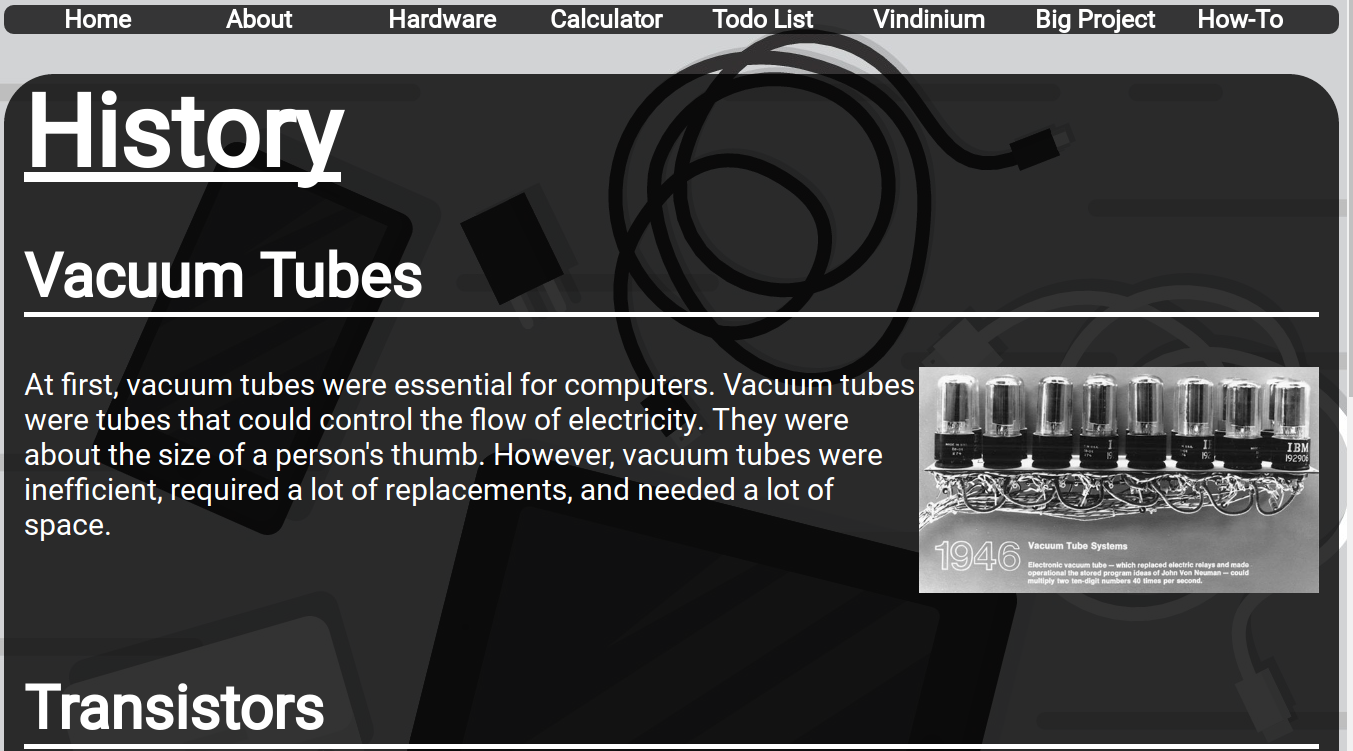 Home About Hardware Calculator Todo List Vindinium Big Project How-To
History
Vacuum Tubes
At first, vacuum tubes were essential for computers. Vacuum tubes
were tubes that could control the flow of electricity. They were
about the size of a person's thumb. However, vacuum tubes were
inefficient, required a lot of replacements, and needed a lot of
space.
IBM
192906
1946 Vacuum Tube Systems
Electronic vacuum tube — which replaced electric relays and made
operational the stored program ideas of John Von Neuman — could
multiply two ten-digit numbers 40 times per second.
Transistors